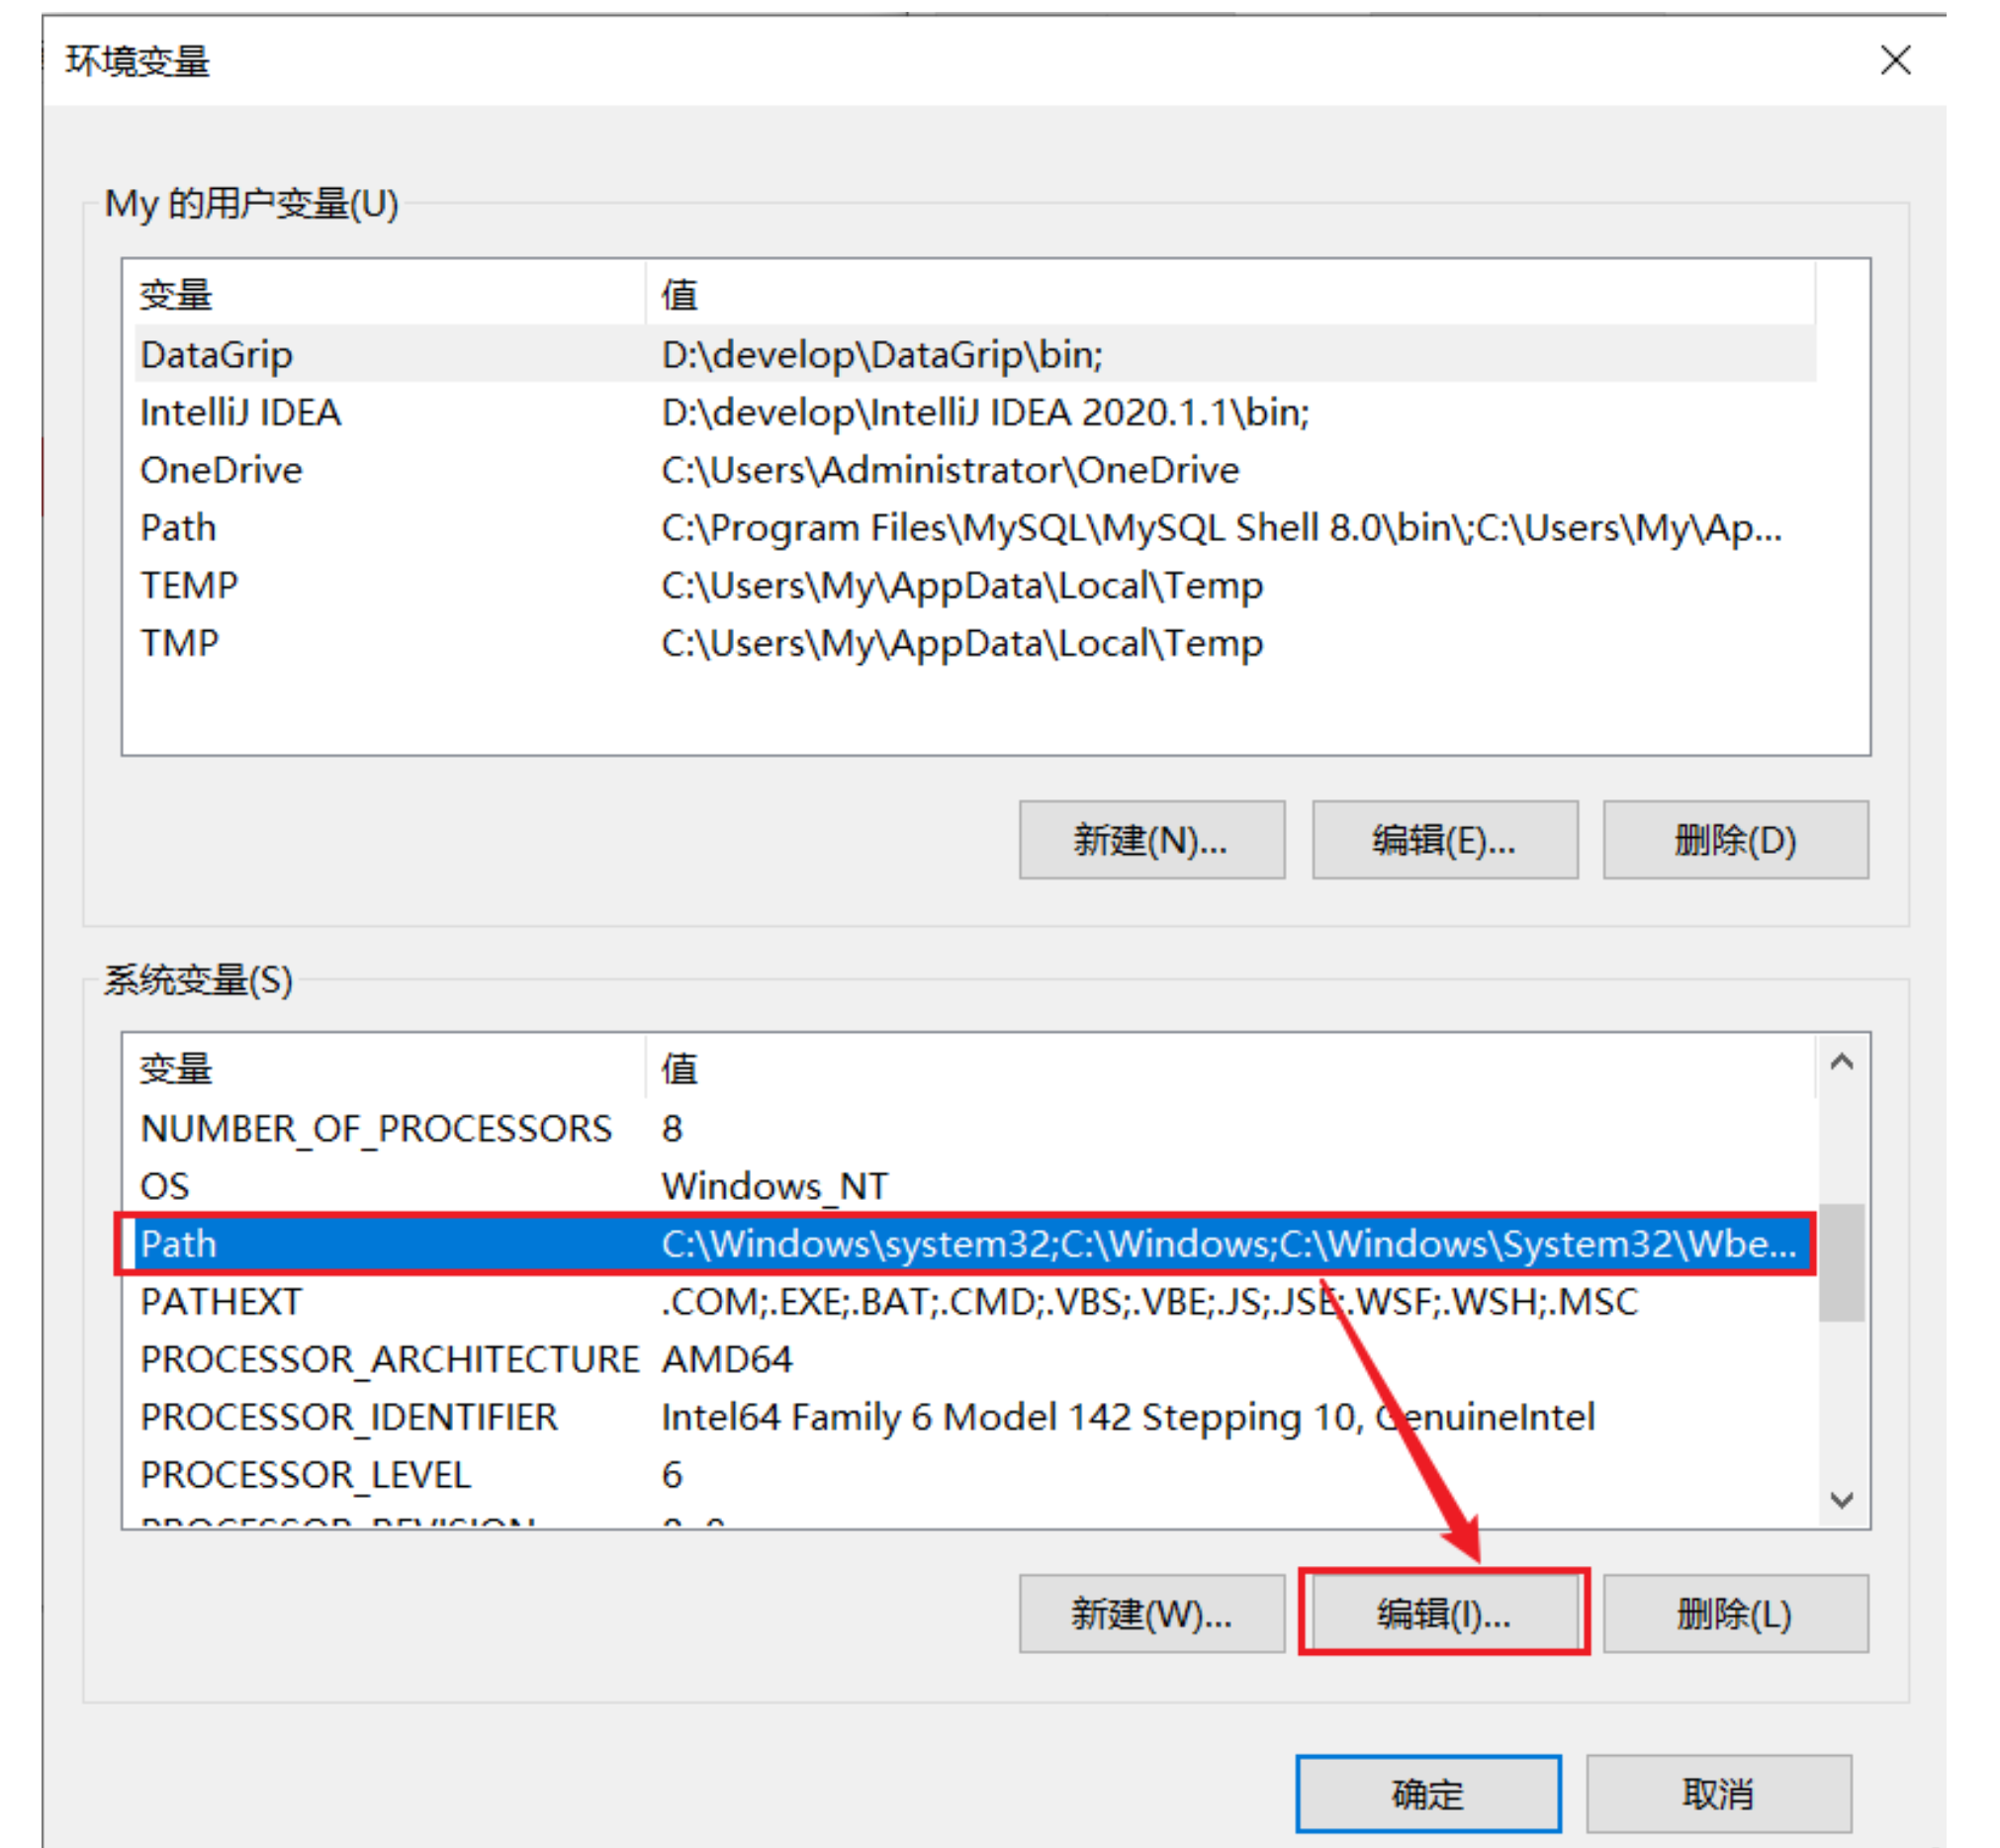 环境变量
My 的用户变量(U)
变量 值
DataGrip D:\develop\DataGrip\bin;
IntelliJ IDEA D:\develop\IntelliJ IDEA 2020.1.1\bin;
OneDrive C:\Users\Administrator\OneDrive
Path C:\Program Files\MySQL\MySQL Shell 8.0\bin\;C:\Users\My\Ap...
TEMP C:\Users\My\AppData\Local\Temp
TMP C:\Users\My\AppData\Local\Temp
新建(N)... 编辑(E)... 删除(D)
系统变量(S)
变量 值
NUMBER_OF_PROCESSORS 8
OS Windows_NT
Path C:\Windows\system32;C:\Windows;C:\Windows\System32\Wbe...
PATHEXT .COM;.EXE;.BAT;.CMD;.VBS;.VBE;.JS;.JSE;.WSF;.WSH;.MSC
PROCESSOR_ARCHITECTURE AMD64
PROCESSOR_IDENTIFIER Intel64 Family 6 Model 142 Stepping 10, GenuineIntel
PROCESSOR_LEVEL 6
PROCESSOR_REVISION
新建(W)... 编辑(I)... 删除(L)
确定 取消